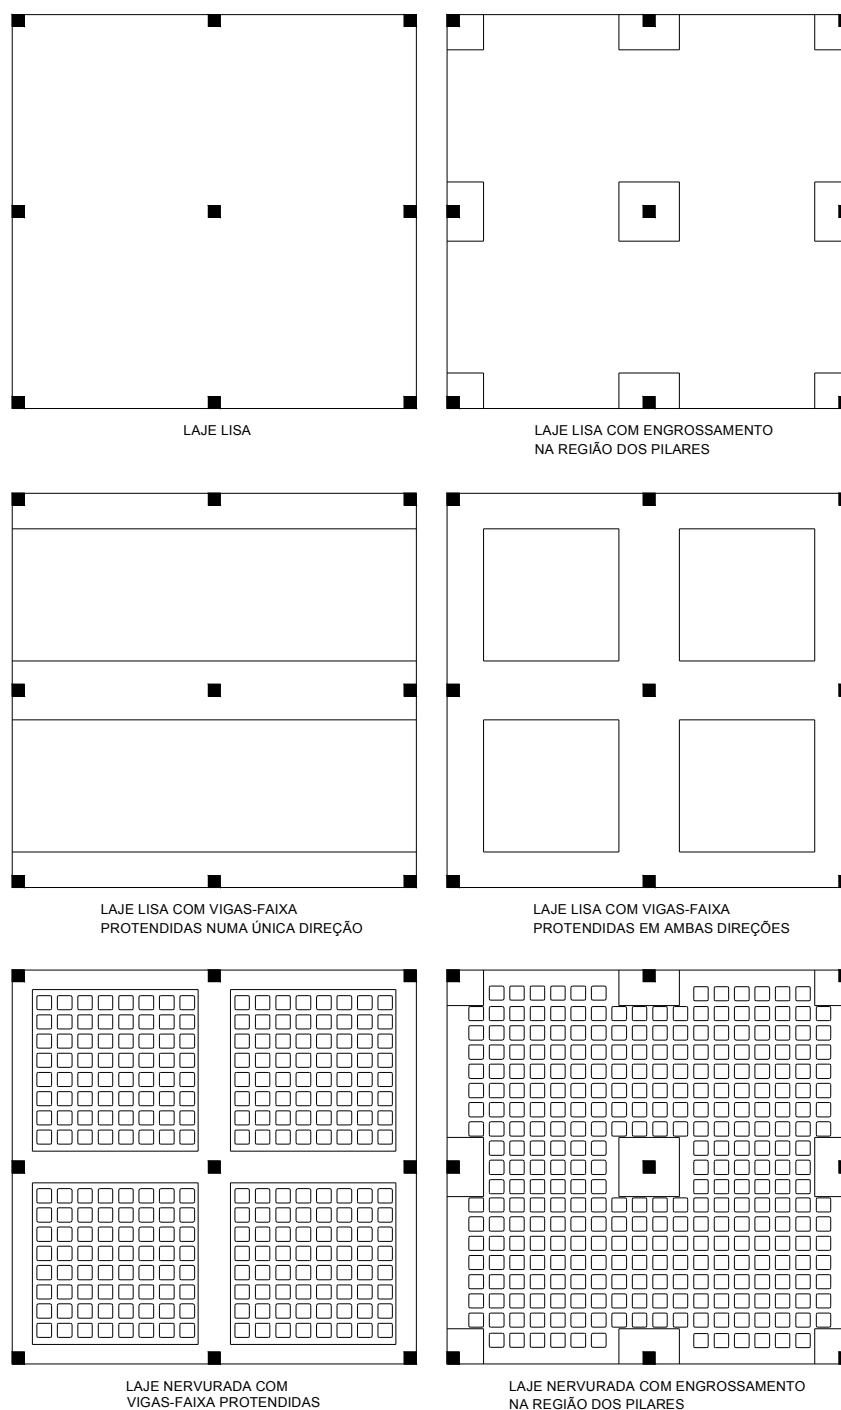 LAJE LISA
LAJE LISA COM ENGROSSAMENTO
NA REGIÃO DOS PILARES
LAJE LISA COM VIGAS-FAIXA
PROTENDIDAS NUMA ÚNICA DIREÇÃO
LAJE LISA COM VIGAS-FAIXA
PROTENDIDAS EM AMBAS DIREÇÕES
LAJE NERVURADA COM
VIGAS-FAIXA PROTENDIDAS
LAJE NERVURADA COM ENGROSSAMENTO
NA REGIÃO DOS PILARES